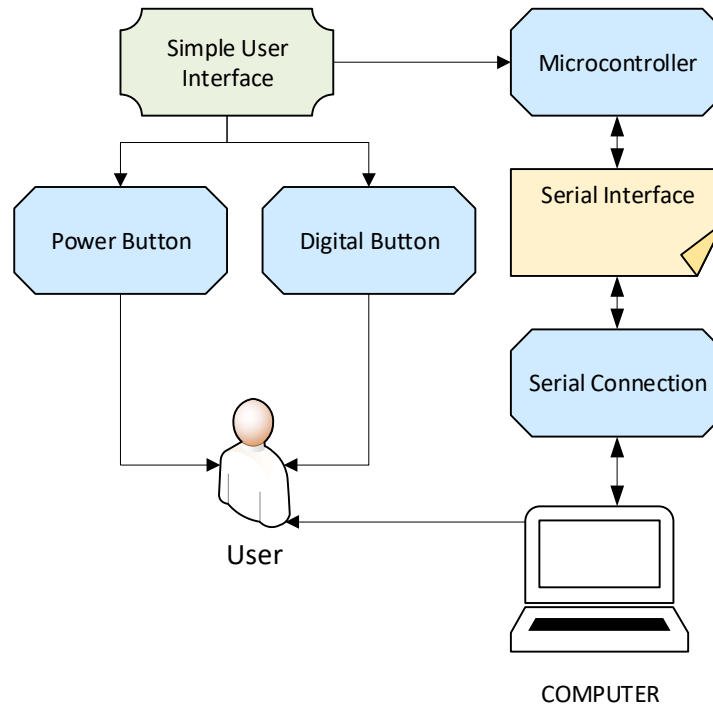 Simple User
Interface
Microcontroller
Serial Interface
Power Button
Digital Button
Serial Connection
User
COMPUTER